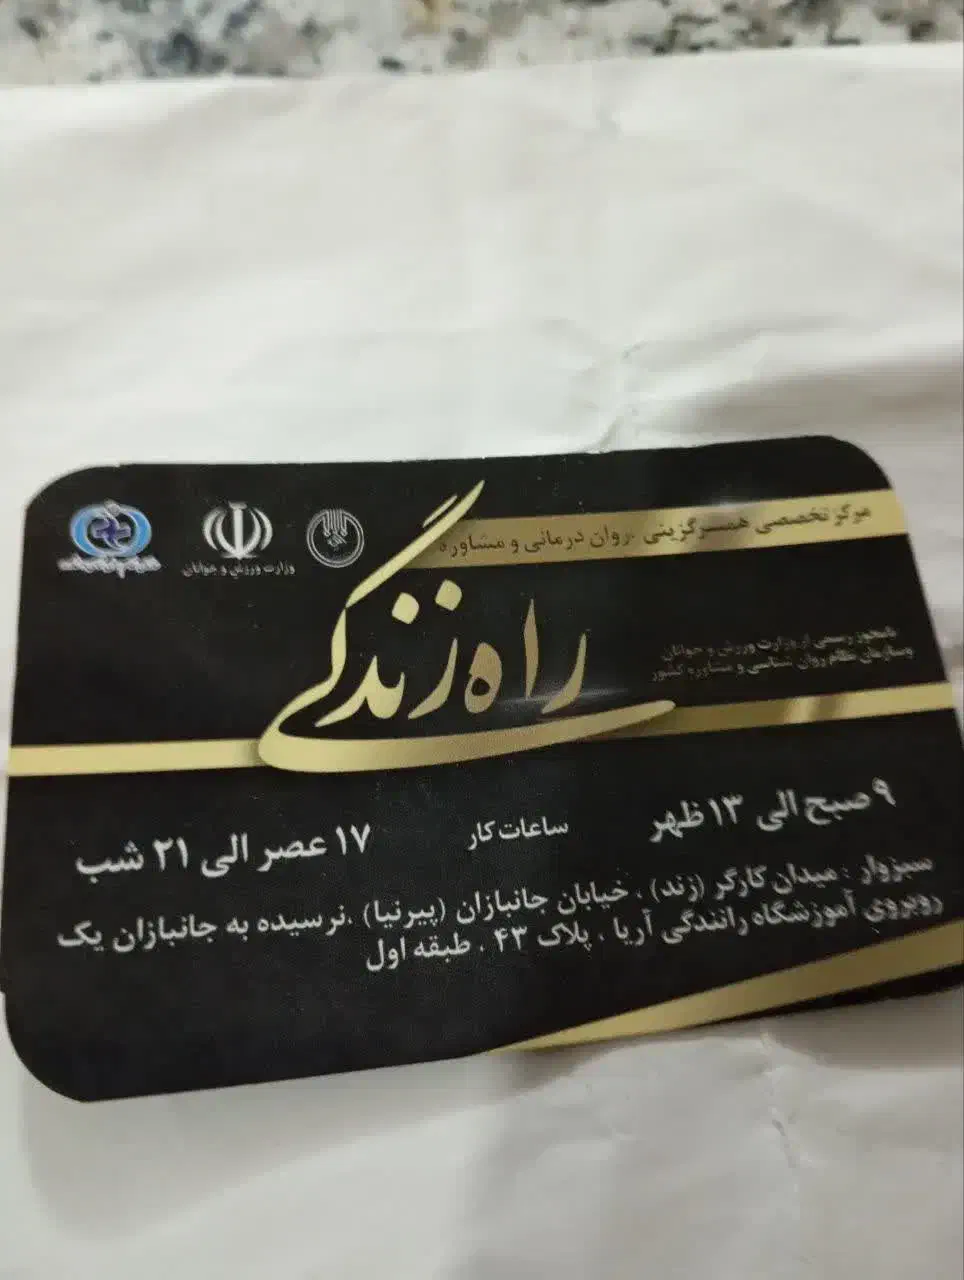 مرکز تخصصی همسرگزینی ،روان درمانی و مشاوره
وزارت ورزش و جوانان
راه زندگی
با مجوز رسمی از وزارت ورزش و جوانان
و سازمان نظام روان شناسی و مشاوره کشور
ساعات کار
۹ صبح الی ۱۳ ظهر
۱۷ عصر الی ۲۱ شب
سبزوار : میدان کارگر (زند) ، خیابان جانبازان (پیرنیا) ،نرسیده به جانبازان یک
روبروی آموزشگاه رانندگی آریا ، پلاک ۴۳ ، طبقه اول